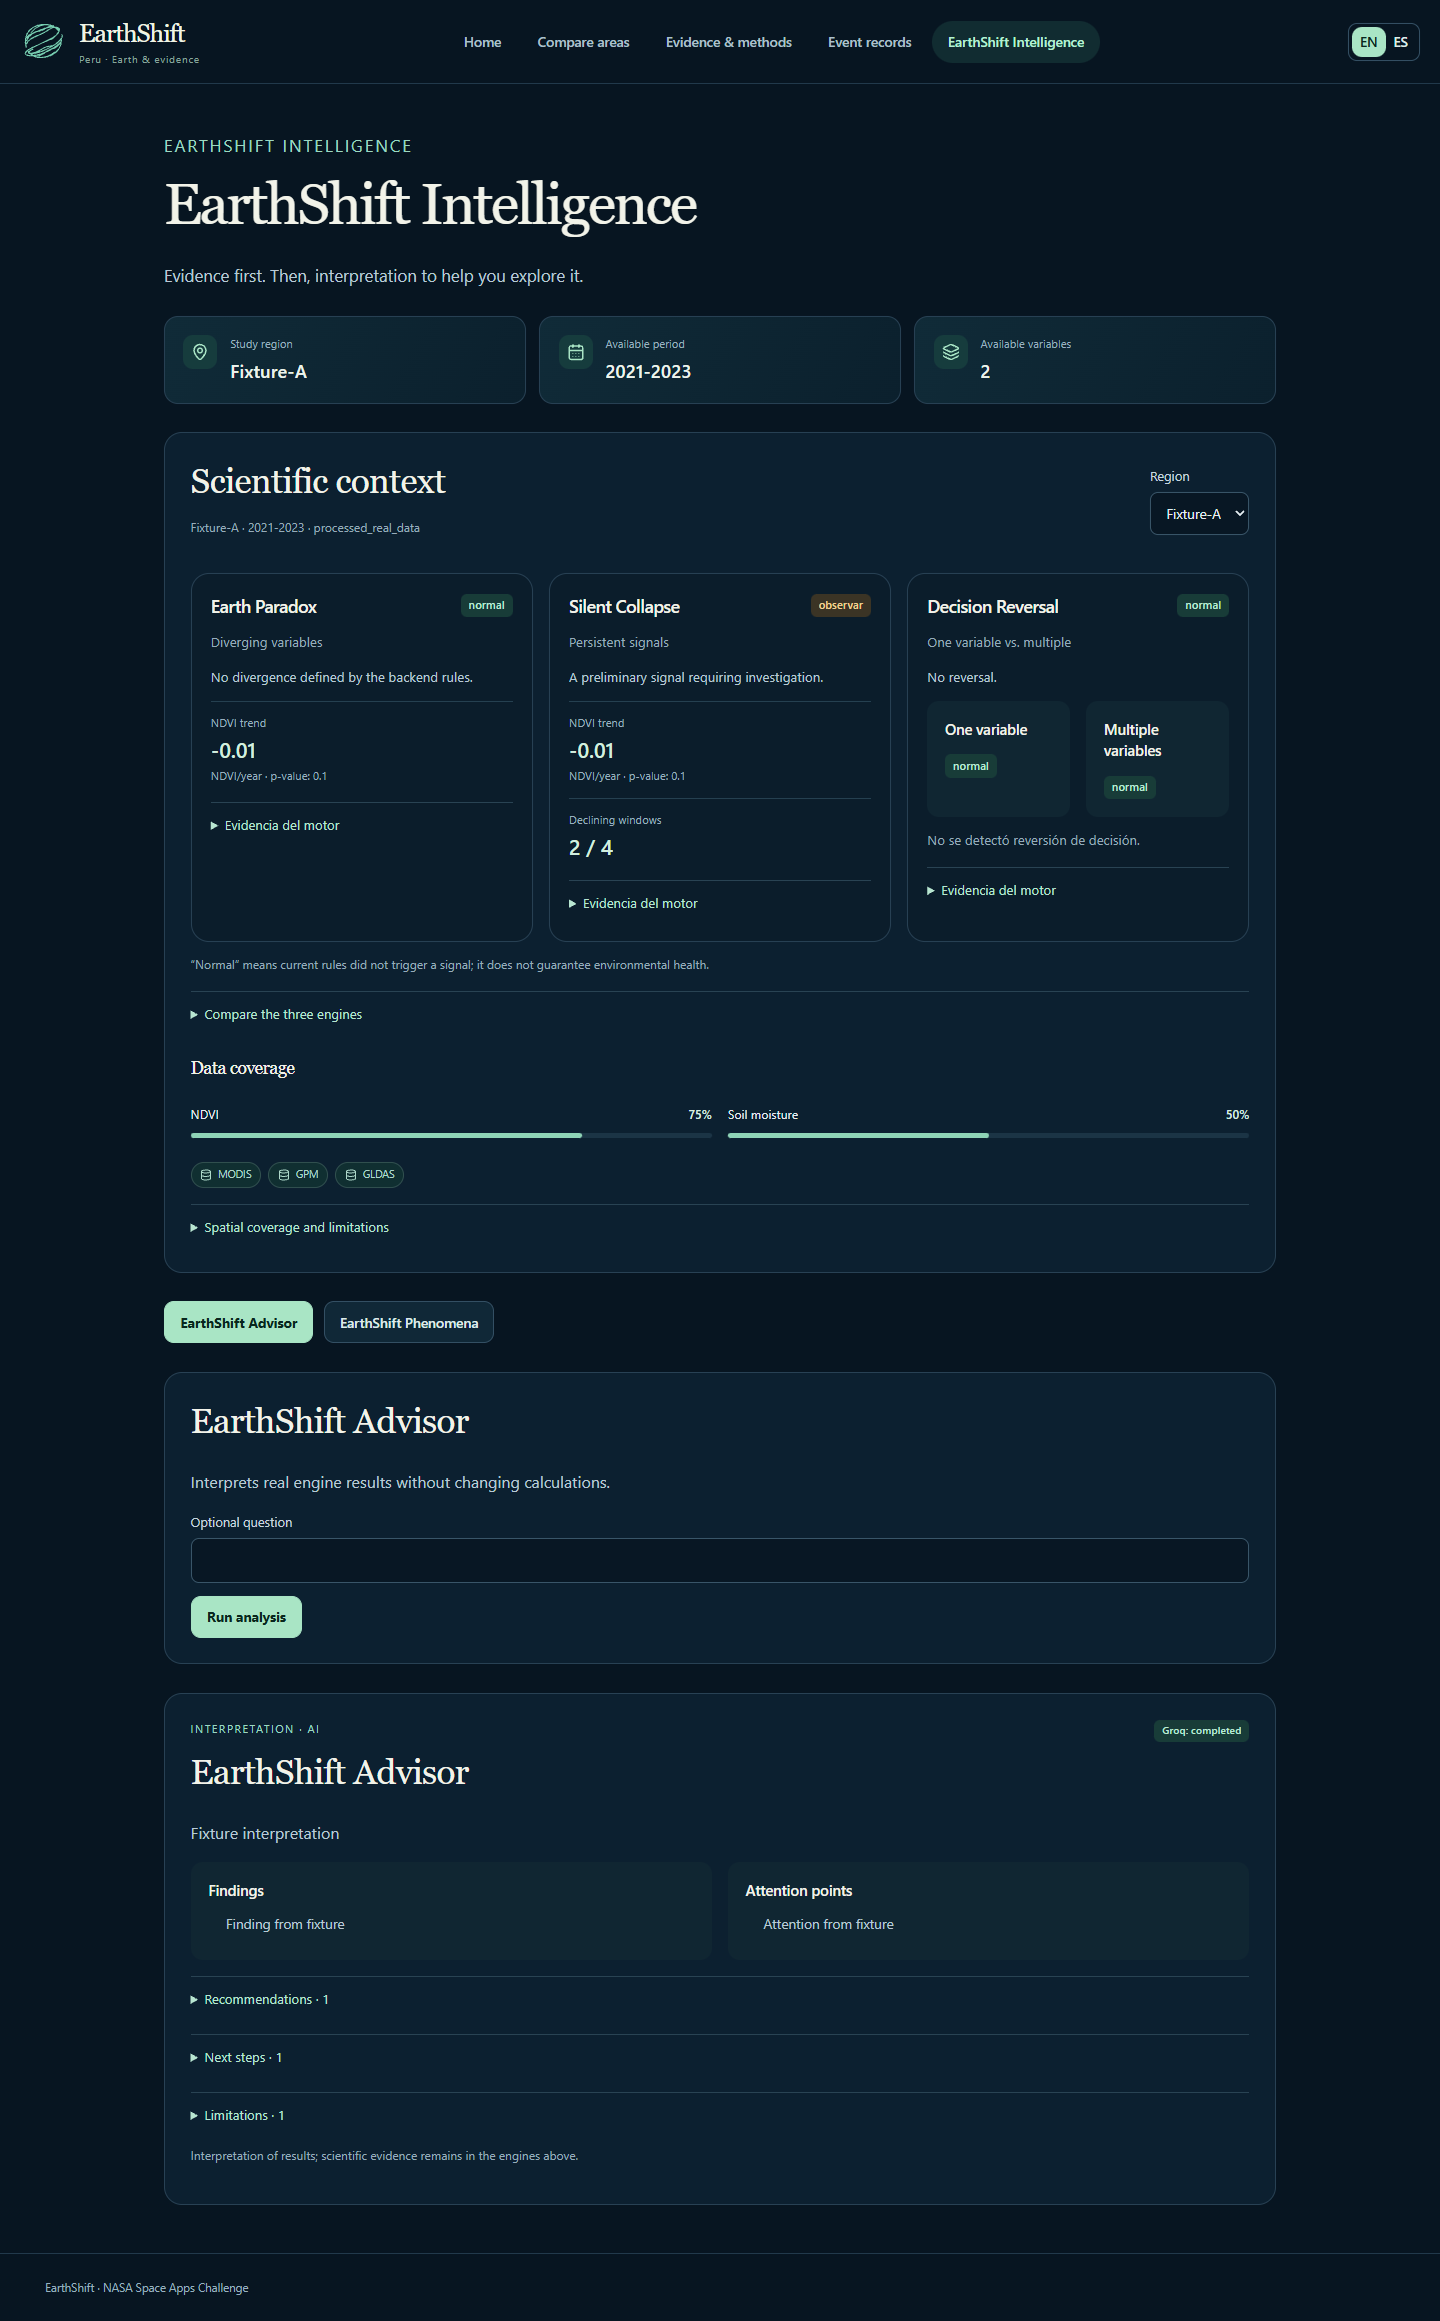 EarthShift
Peru · Earth & evidence
Home
Compare areas
Evidence & methods
Event records
EarthShift Intelligence
EN
ES
EARTHSHIFT INTELLIGENCE
EarthShift Intelligence
Evidence first. Then, interpretation to help you explore it.
Study region
Fixture-A
Available period
2021-2023
Available variables
2
Scientific context
Fixture-A · 2021-2023 · processed_real_data
Region
Fixture-A
Earth Paradox
normal
Diverging variables
No divergence defined by the backend rules.
NDVI trend
-0.01
NDVI/year · p-value: 0.1
Evidencia del motor
Silent Collapse
observar
Persistent signals
A preliminary signal requiring investigation.
NDVI trend
-0.01
NDVI/year · p-value: 0.1
Declining windows
2 / 4
Evidencia del motor
Decision Reversal
normal
One variable vs. multiple
No reversal.
One variable
normal
Multiple
variables
normal
No se detectó reversión de decisión.
Evidencia del motor
"Normal" means current rules did not trigger a signal; it does not guarantee environmental health.
Compare the three engines
Data coverage
NDVI
75%
Soil moisture
50%
MODIS
GPM
GLDAS
Spatial coverage and limitations
EarthShift Advisor
EarthShift Phenomena
EarthShift Advisor
Interprets real engine results without changing calculations.
Optional question
Run analysis
INTERPRETATION · AI
Groq: completed
EarthShift Advisor
Fixture interpretation
Findings
Finding from fixture
Attention points
Attention from fixture
Recommendations · 1
Next steps · 1
Limitations · 1
Interpretation of results; scientific evidence remains in the engines above.
EarthShift · NASA Space Apps Challenge